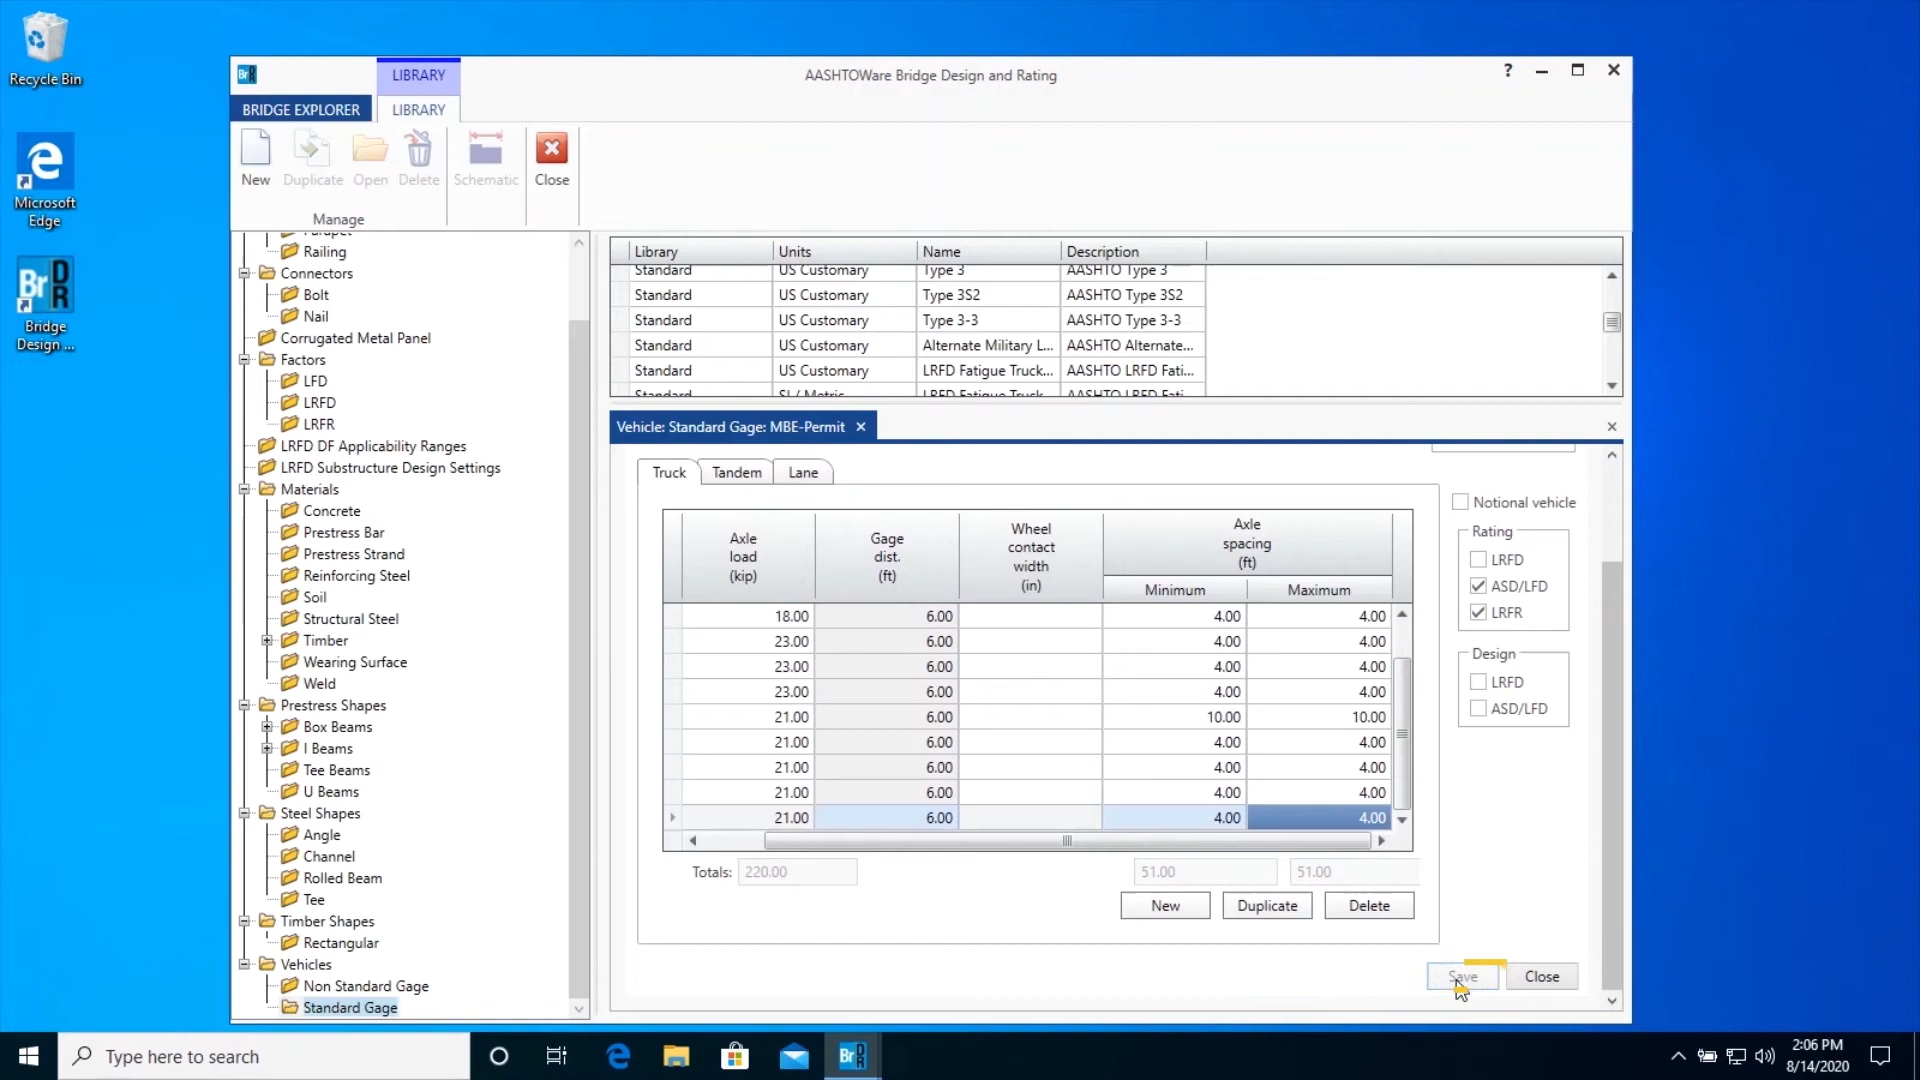 Recycle Bin
Microsoft
Edge
Bridge
Design ...
LIBRARY
AASHTOWare Bridge Design and Rating
?
BRIDGE EXPLORER
LIBRARY
New
Duplicate
Open
Delete
Schematic
Close
Manage
Parapet
Railing
Connectors
Bolt
Nail
Corrugated Metal Panel
Factors
LFD
LRFD
LRFR
LRFD DF Applicability Ranges
LRFD Substructure Design Settings
Materials
Concrete
Prestress Bar
Prestress Strand
Reinforcing Steel
Soil
Structural Steel
Timber
Wearing Surface
Weld
Prestress Shapes
Box Beams
I Beams
Tee Beams
U Beams
Steel Shapes
Angle
Channel
Rolled Beam
Tee
Timber Shapes
Rectangular
Vehicles
Non Standard Gage
Standard Gage
Library Units Name Description
Standard US Customary Type 3 AASHTO Type 3
Standard US Customary Type 3S2 AASHTO Type 3S2
Standard US Customary Type 3-3 AASHTO Type 3-3
Standard US Customary Alternate Military L... AASHTO Alternate...
Standard US Customary LRFD Fatigue Truck... AASHTO LRFD Fati...
Standard SI / Metric LRFD Fatigue Truck... AASHTO LRFD Fati...
Vehicle: Standard Gage: MBE-Permit
Truck Tandem Lane
Axle
load
(kip)
Gage
dist.
(ft)
Wheel
contact
width
(in)
Axle
spacing
(ft)
Minimum Maximum
18.00 6.00 4.00 4.00
23.00 6.00 4.00 4.00
23.00 6.00 4.00 4.00
23.00 6.00 4.00 4.00
21.00 6.00 10.00 10.00
21.00 6.00 4.00 4.00
21.00 6.00 4.00 4.00
21.00 6.00 4.00 4.00
21.00 6.00 4.00 4.00
Totals: 220.00 51.00 51.00
New Duplicate Delete
Notional vehicle
Rating
LRFD
ASD/LFD
LRFR
Design
LRFD
ASD/LFD
Save Close
Type here to search
BrDR
2:06 PM
8/14/2020